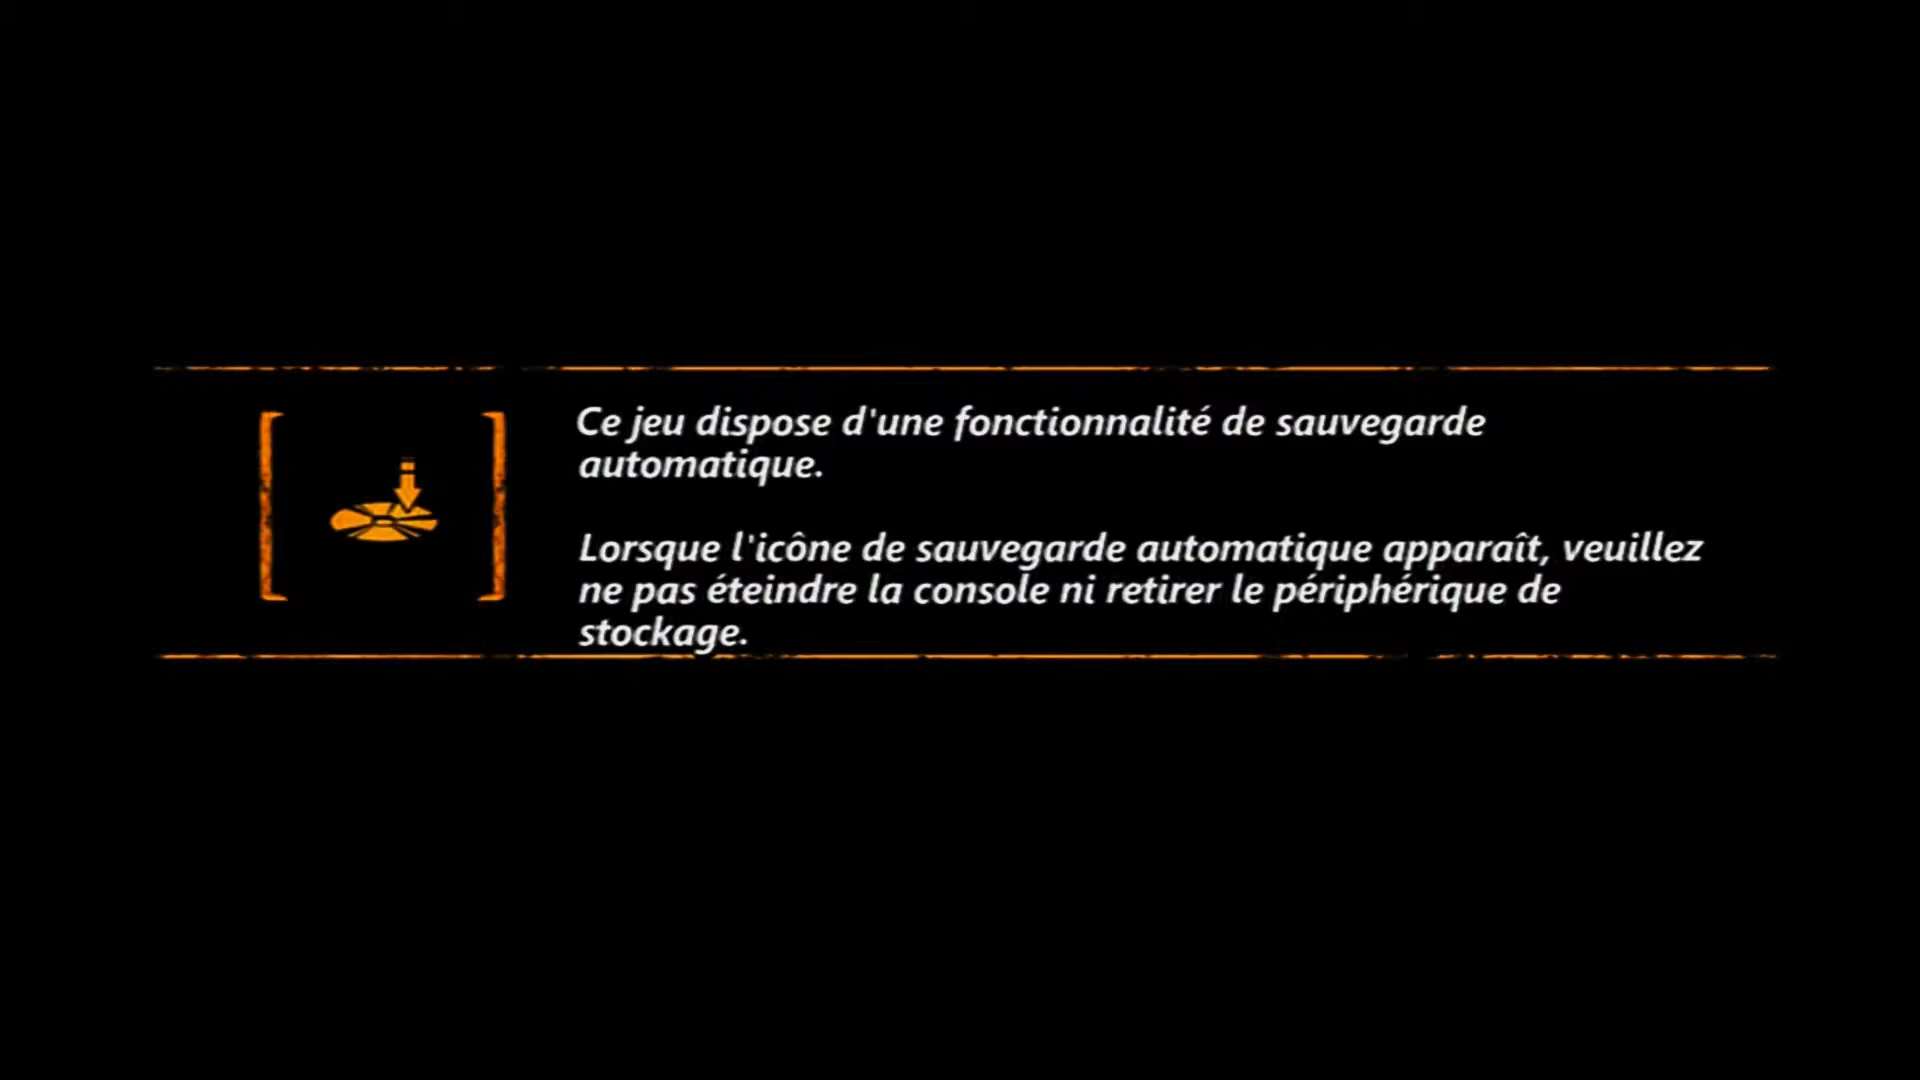 Ce jeu dispose d'une fonctionnalité de sauvegarde
automatique.
Lorsque l'icône de sauvegarde automatique apparaît, veuillez
ne pas éteindre la console ni retirer le périphérique de
stockage.